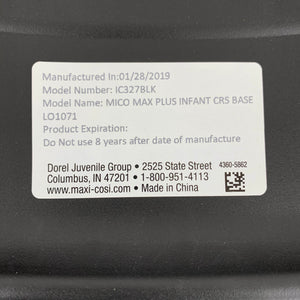 Manufactured In:01/28/2019
Model Number: IC327BLK
Model Name: MICO MAX PLUS INFANT CRS BASE
LO1071
Product Expiration:
Do Not use 8 years after date of manufacture
Dorel Juvenile Group • 2525 State Street
Columbus, IN 47201 • 1-800-951-4113
www.maxi-cosi.com • Made in China
4360-5862